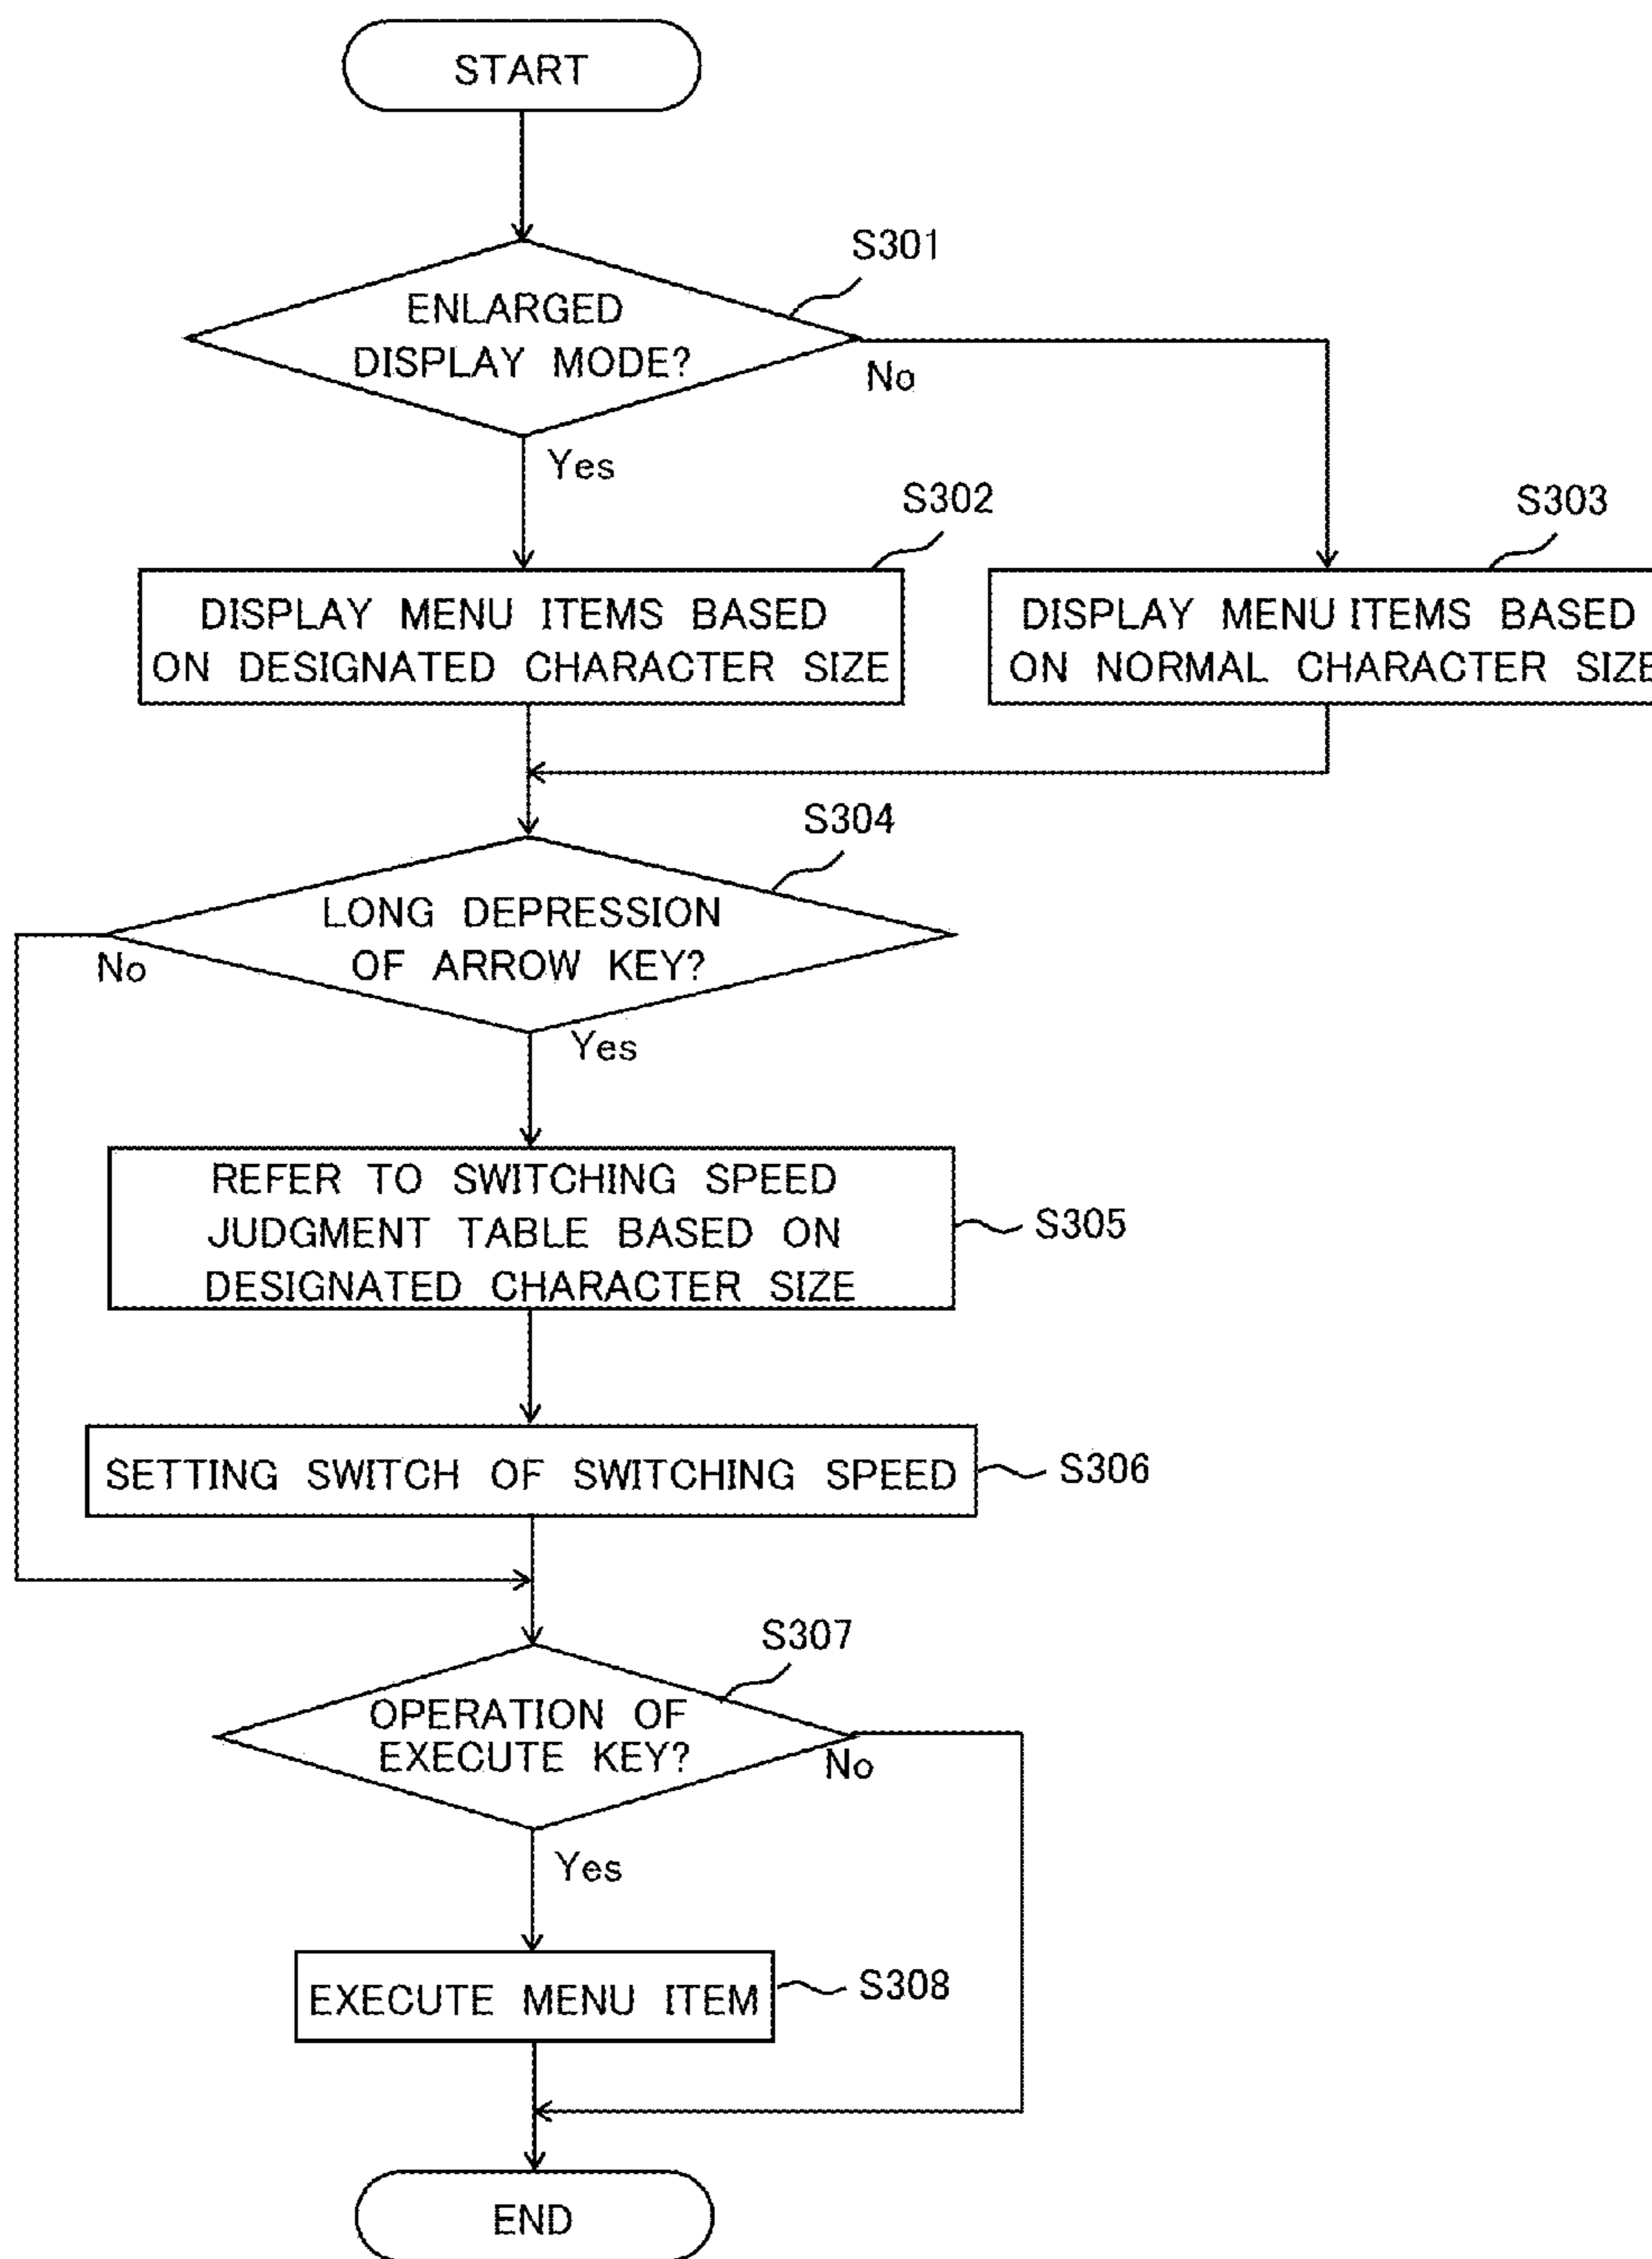 START
S301
ENLARGED
DISPLAY MODE?
No
Yes
S302
S303
DISPLAY MENU ITEMS BASED
ON DESIGNATED CHARACTER SIZE
DISPLAY MENU ITEMS BASED
ON NORMAL CHARACTER SIZE
S304
LONG DEPRESSION
OF ARROW KEY?
No
Yes
REFER TO SWITCHING SPEED
JUDGMENT TABLE BASED ON
DESIGNATED CHARACTER SIZE
S305
SETTING SWITCH OF SWITCHING SPEED
S306
S307
OPERATION OF
EXECUTE KEY?
No
Yes
EXECUTE MENU ITEM
S308
END